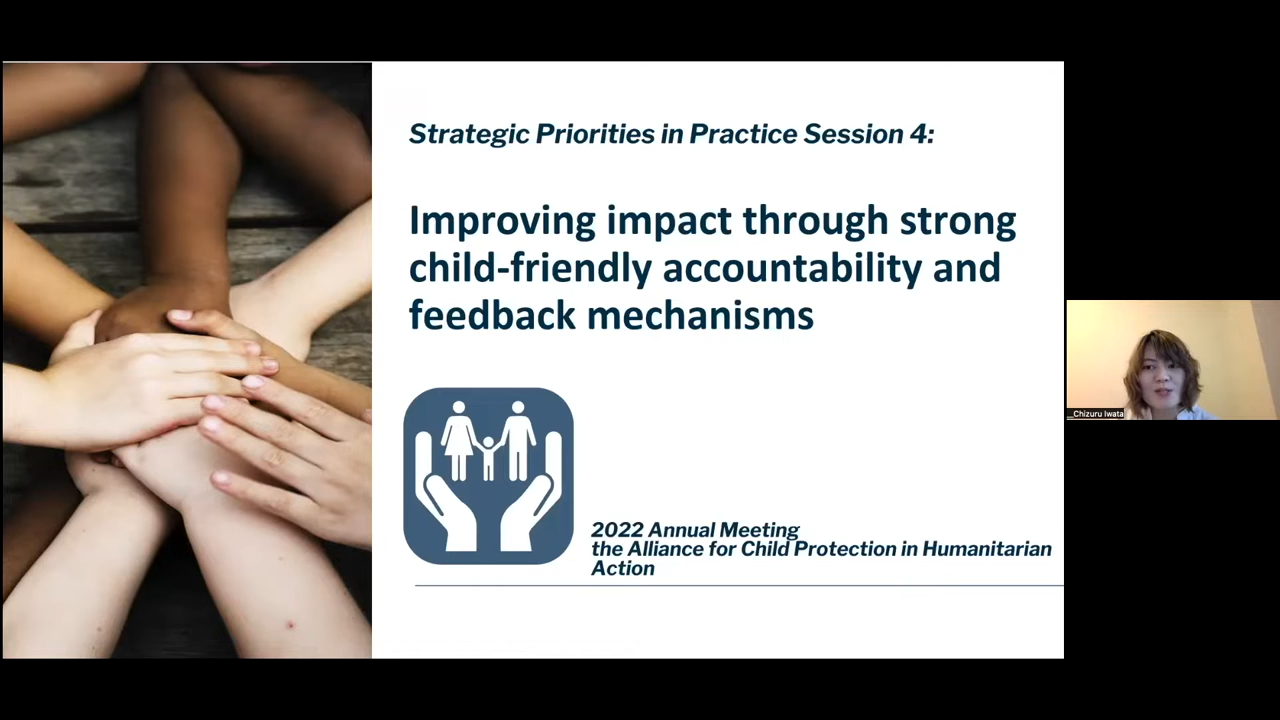 Strategic Priorities in Practice Session 4:
Improving impact through strong
child-friendly accountability and
feedback mechanisms
2022 Annual Meeting
the Alliance for Child Protection in Humanitarian
Action
__Chizuru Iwata